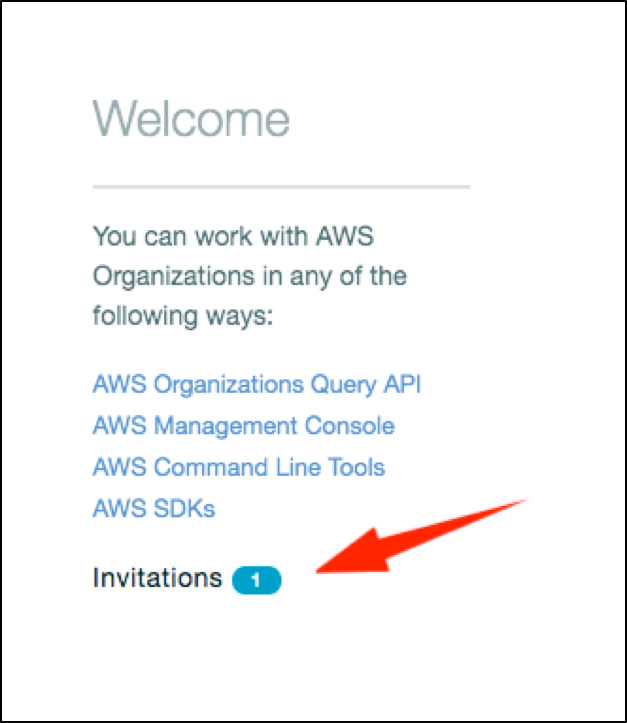 Welcome
You can work with AWS
Organizations in any of the
following ways:
AWS Organizations Query API
AWS Management Console
AWS Command Line Tools
AWS SDKs
Invitations 1